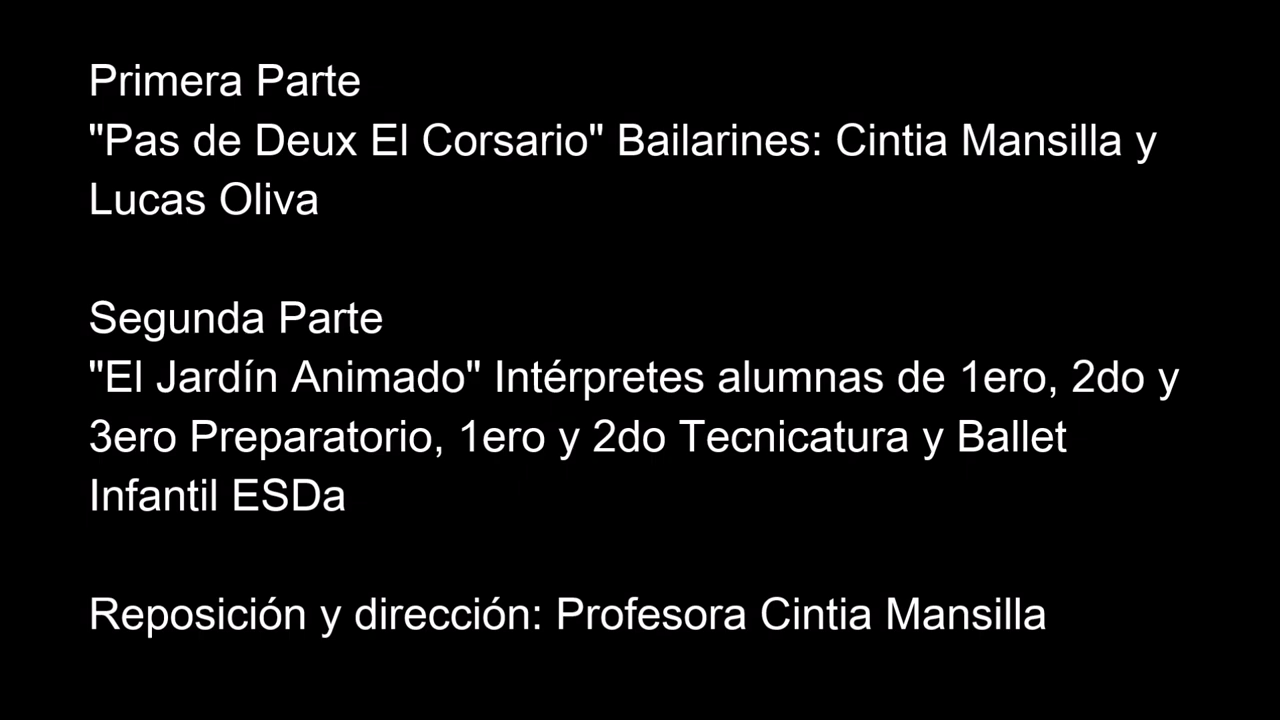 Primera Parte
"Pas de Deux El Corsario" Bailarines: Cintia Mansilla y
Lucas Oliva
Segunda Parte
"El Jardín Animado" Intérpretes alumnas de 1ero, 2do y
3ero Preparatorio, 1ero y 2do Tecnicatura y Ballet
Infantil ESDa
Reposición y dirección: Profesora Cintia Mansilla